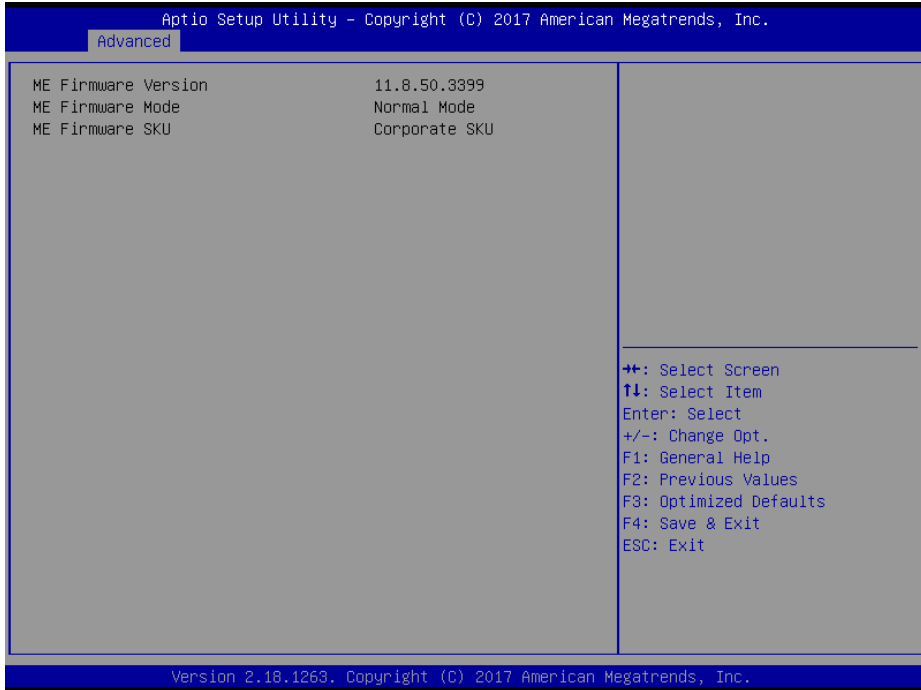 Aptio Setup Utility – Copyright (C) 2017 American Megatrends, Inc.
Advanced
ME Firmware Version 11.8.50.3399
ME Firmware Mode Normal Mode
ME Firmware SKU Corporate SKU
→←: Select Screen
↑↓: Select Item
Enter: Select
+/-: Change Opt.
F1: General Help
F2: Previous Values
F3: Optimized Defaults
F4: Save & Exit
ESC: Exit
Version 2.18.1263. Copyright (C) 2017 American Megatrends, Inc.